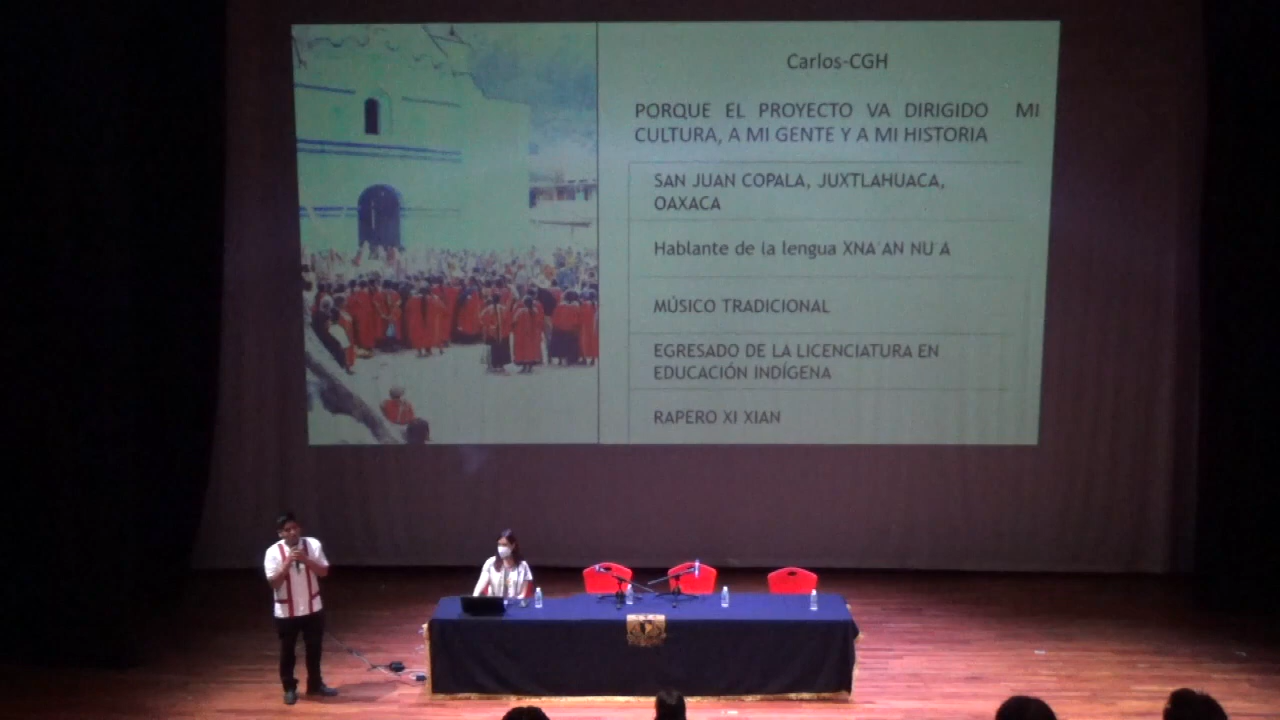 Carlos-CGH
PORQUE EL PROYECTO VA DIRIGIDO MI
CULTURA, A MI GENTE Y A MI HISTORIA
SAN JUAN COPALA, JUXTLAHUACA,
OAXACA
Hablante de la lengua XNA´AN NU´A
MÚSICO TRADICIONAL
EGRESADO DE LA LICENCIATURA EN
EDUCACIÓN INDÍGENA
RAPERO XI XIAN